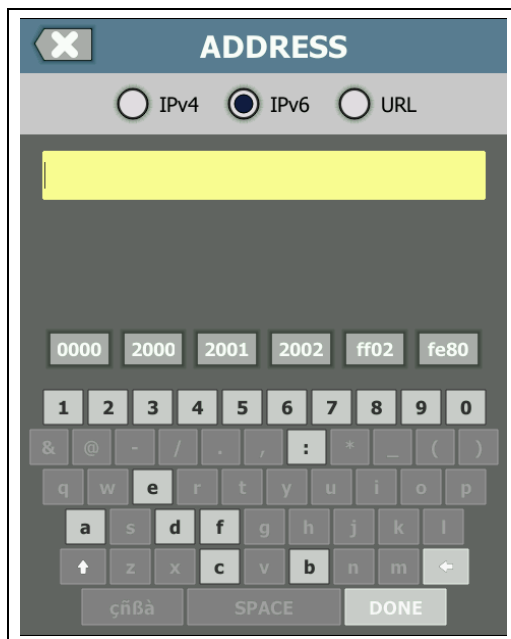 ADDRESS
IPv4 IPv6 URL
0000 2000 2001 2002 ff02 fe80
1 2 3 4 5 6 7 8 9 0
& @ - / . , : * _ ( )
q w e r t y u i o p
a s d f g h j k l
z x c v b n m
çñßà SPACE DONE